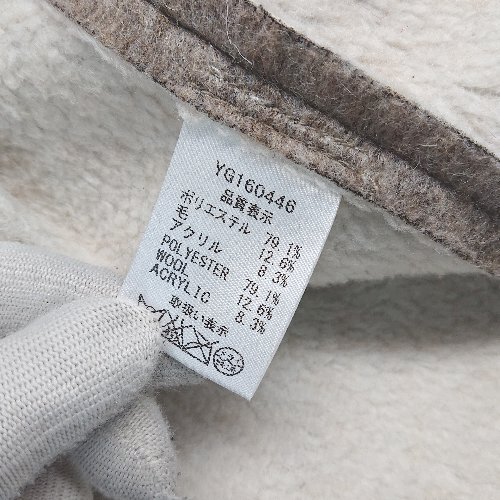 YG160446
品質表示
ポリエステル 79.1%
毛 12.6%
アクリル 8.3%
POLYESTER 79.1%
WOOL 12.6%
ACRYLIC 8.3%
取扱い表示